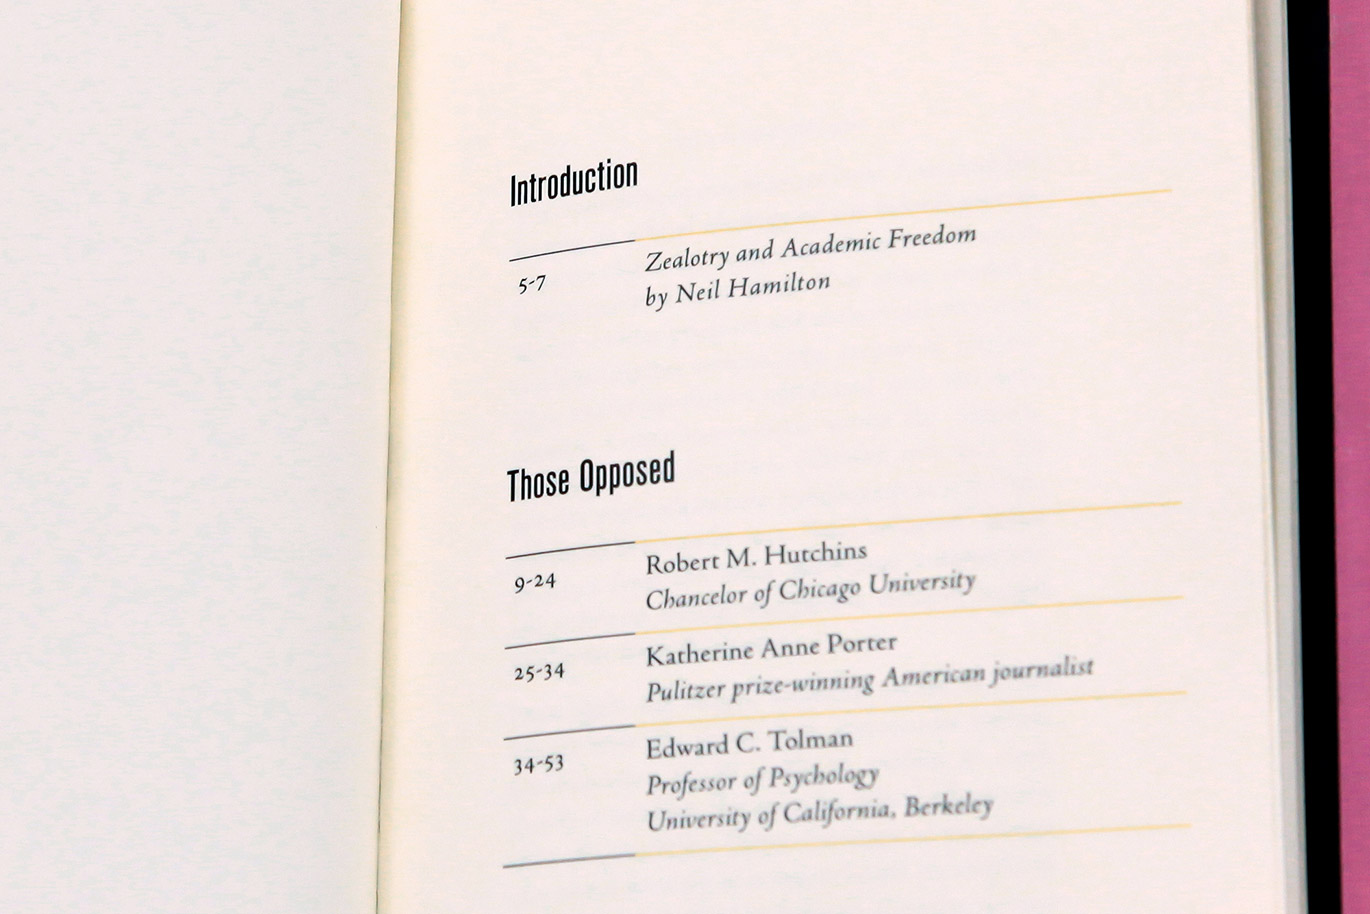 Introduction
5-7
Zealotry and Academic Freedom
by Neil Hamilton
Those Opposed
9-24
Robert M. Hutchins
Chancelor of Chicago University
25-34
Katherine Anne Porter
Pulitzer prize-winning American journalist
34-53
Edward C. Tolman
Professor of Psychology
University of California, Berkeley